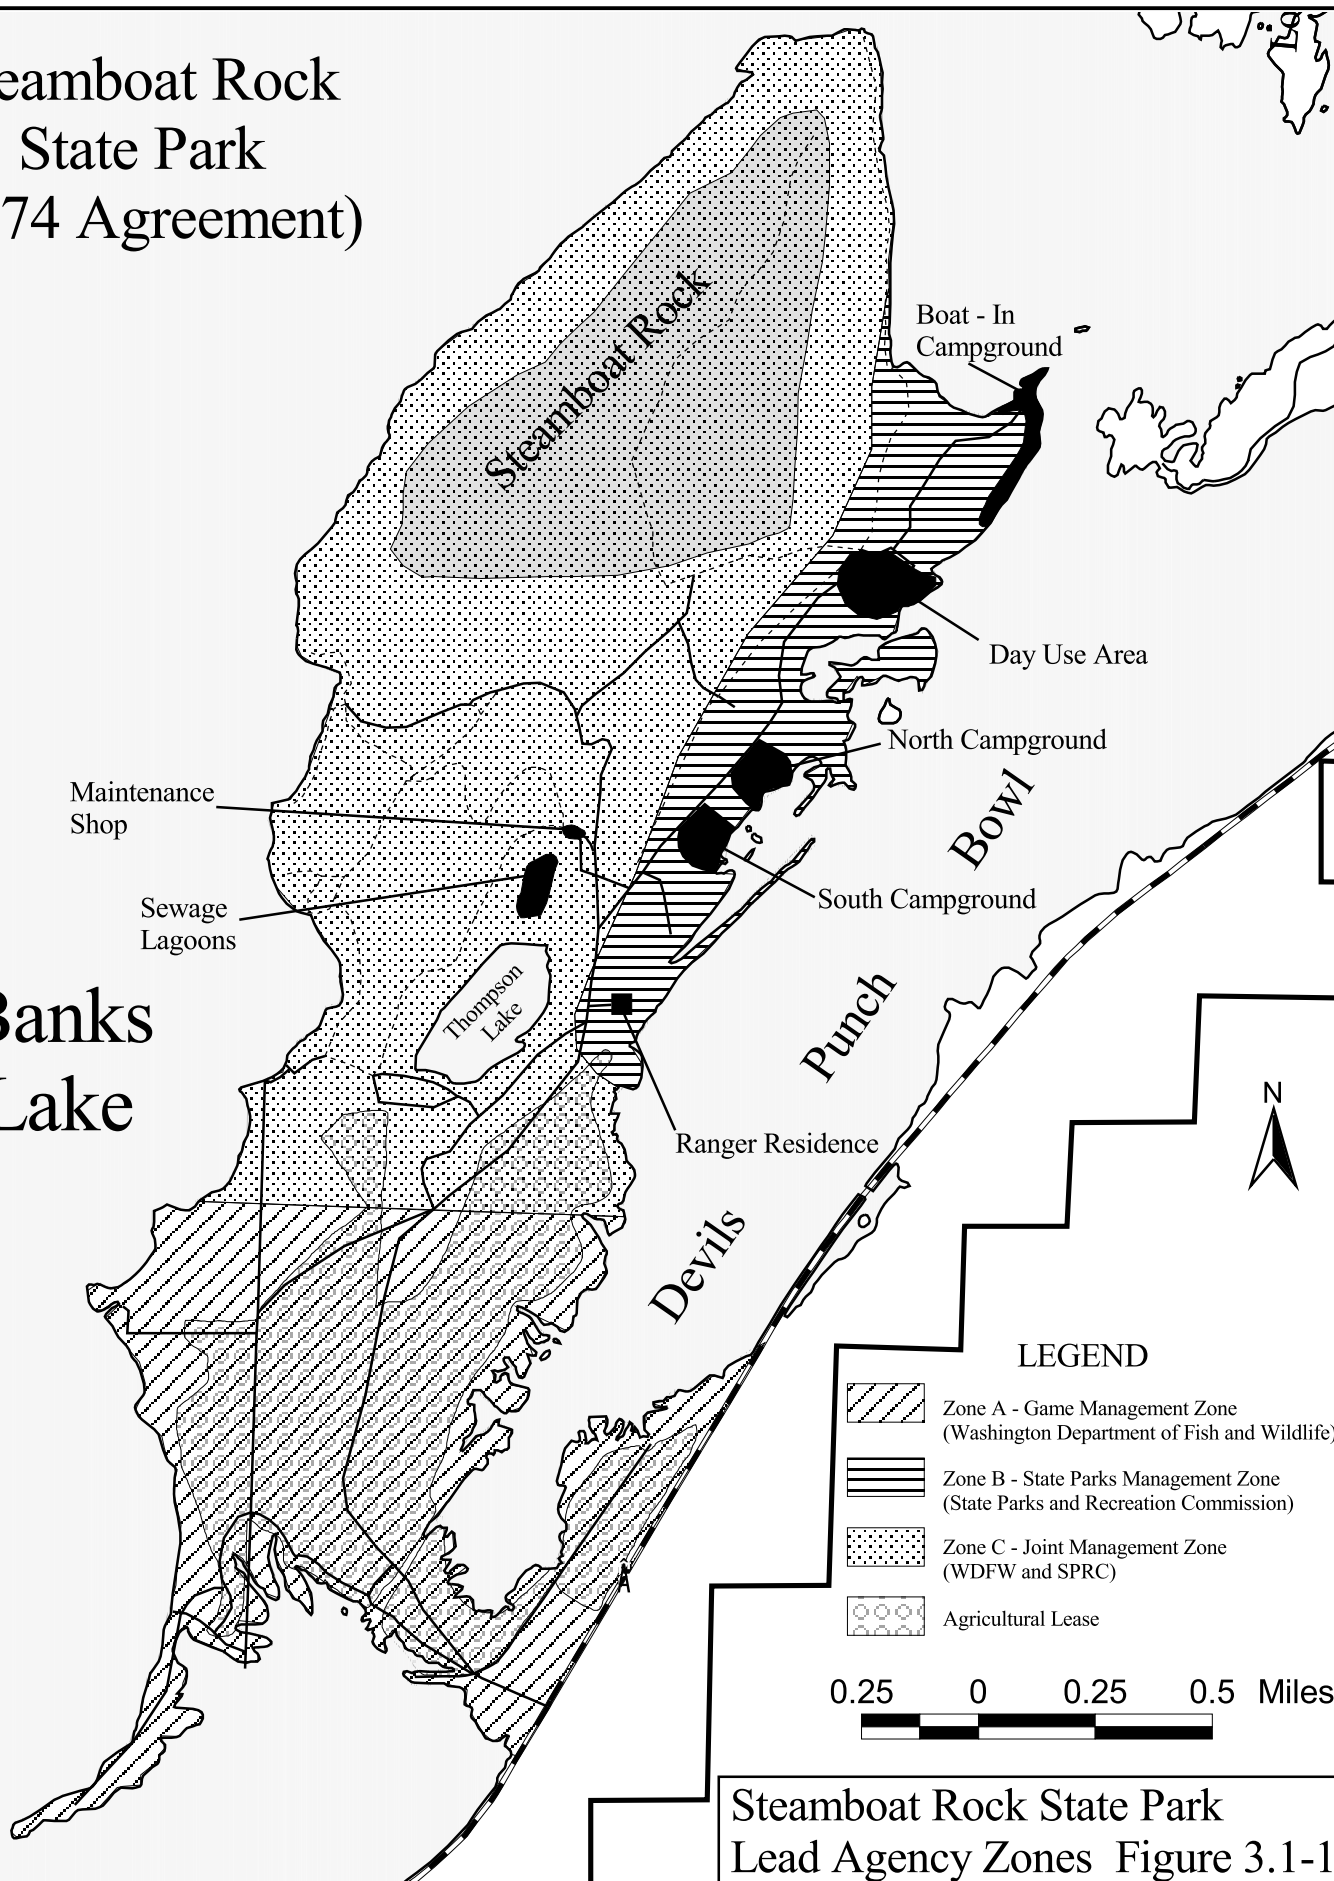 eamboat Rock
State Park
74 Agreement)
Steamboat Rock
Boat - In
Campground
Day Use Area
North Campground
Maintenance
Shop
Bowl
South Campground
Sewage
Lagoons
Thompson
Lake
Banks
Lake
Punch
Ranger Residence
N
Devils
LEGEND
Zone A - Game Management Zone
(Washington Department of Fish and Wildlife)
Zone B - State Parks Management Zone
(State Parks and Recreation Commission)
Zone C - Joint Management Zone
(WDFW and SPRC)
Agricultural Lease
0.25 0 0.25 0.5 Miles
Steamboat Rock State Park
Lead Agency Zones Figure 3.1-1